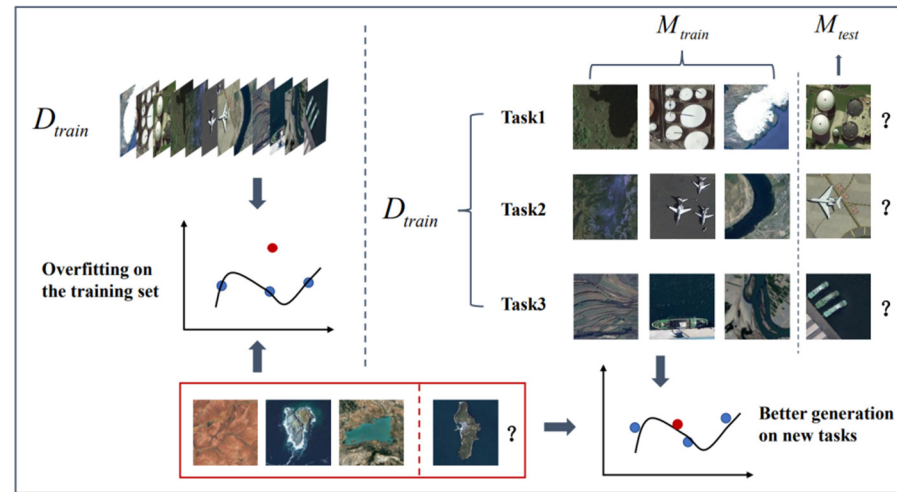 D_train
Overfitting on
the training set
M_train
M_test
D_train
Task1
?
Task2
?
Task3
?
?
Better generation
on new tasks